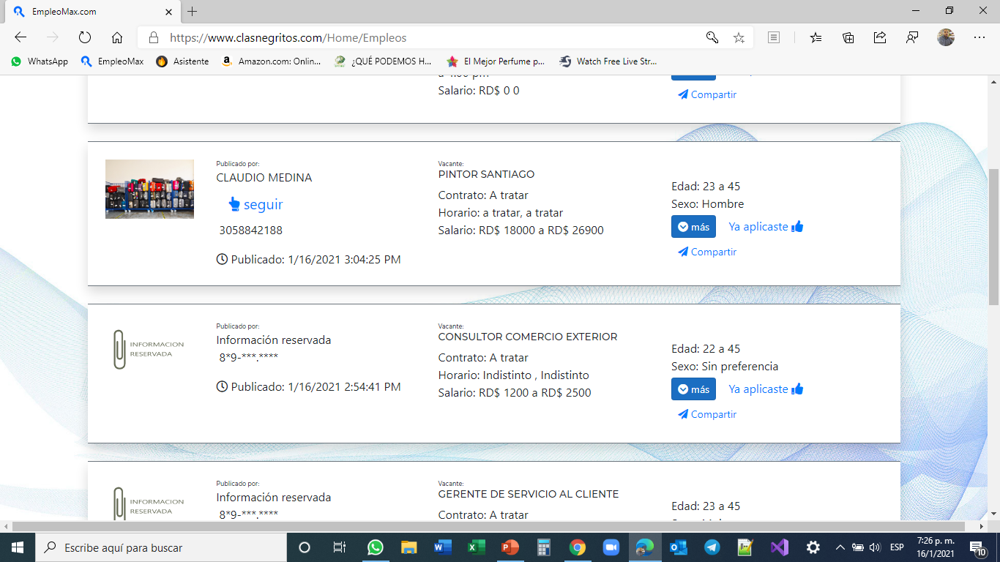 EmpleoMax.com
https://www.clasnegritos.com/Home/Empleos
WhatsApp
EmpleoMax
Asistente
Amazon.com: Onlin...
¿QUÉ PODEMOS H...
El Mejor Perfume p...
Watch Free Live Str...
Salario: RD$ 0 0
Compartir
Publicado por:
CLAUDIO MEDINA
seguir
3058842188
Publicado: 1/16/2021 3:04:25 PM
Vacante:
PINTOR SANTIAGO
Contrato: A tratar
Horario: a tratar, a tratar
Salario: RD$ 18000 a RD$ 26900
Edad: 23 a 45
Sexo: Hombre
más
Ya aplicaste
Compartir
INFORMACION
RESERVADA
Publicado por:
Información reservada
8*9-***.****
Publicado: 1/16/2021 2:54:41 PM
Vacante:
CONSULTOR COMERCIO EXTERIOR
Contrato: A tratar
Horario: Indistinto , Indistinto
Salario: RD$ 1200 a RD$ 2500
Edad: 22 a 45
Sexo: Sin preferencia
más
Ya aplicaste
Compartir
INFORMACION
RESERVADA
Publicado por:
Información reservada
8*9-***.****
Vacante:
GERENTE DE SERVICIO AL CLIENTE
Contrato: A tratar
Edad: 23 a 45
Escribe aquí para buscar
ESP
7:26 p. m.
16/1/2021
10